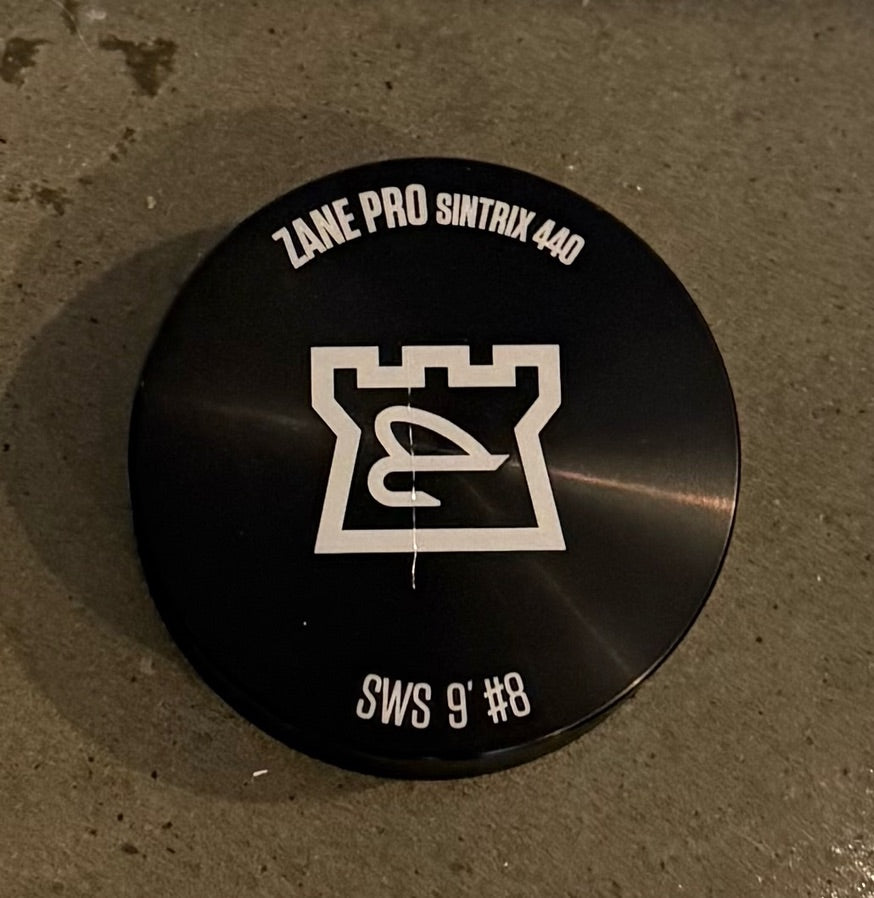 ZANE PRO SINTRIX 440
SWS 9' #8